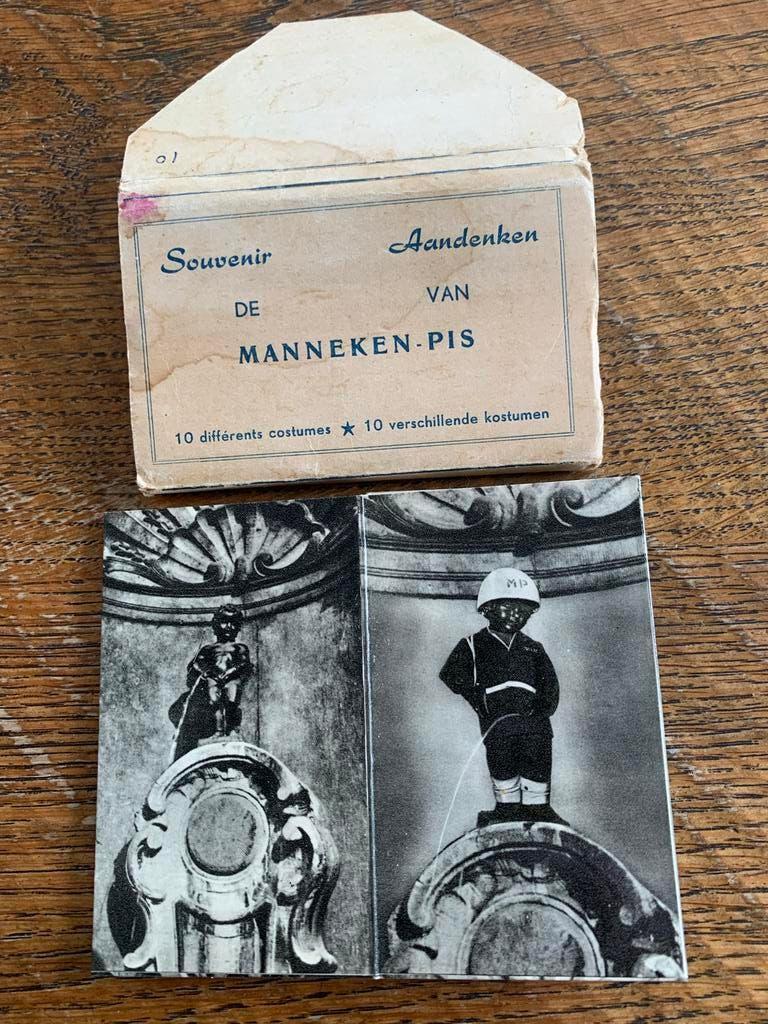 01
Souvenir Aandenken
DE VAN
MANNEKEN-PIS
10 différents costumes ★ 10 verschillende kostumen
MP